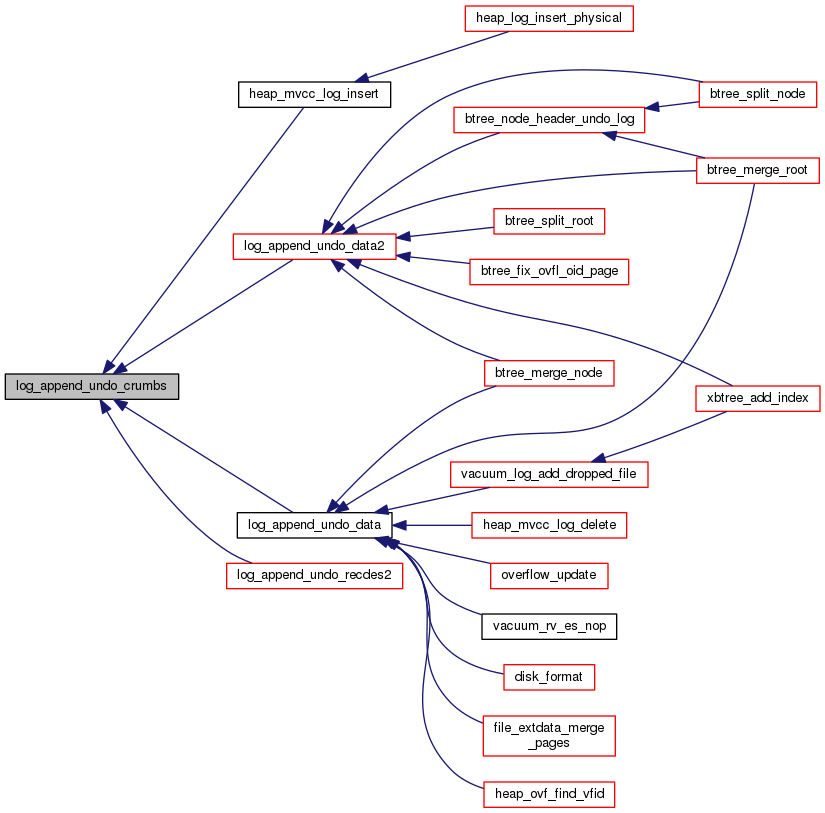 heap_log_insert_physical
heap_mvcc_log_insert
btree_split_node
btree_node_header_undo_log
btree_merge_root
btree_split_root
log_append_undo_data2
btree_fix_ovfl_oid_page
btree_merge_node
log_append_undo_crumbs
xbtree_add_index
vacuum_log_add_dropped_file
log_append_undo_data
heap_mvcc_log_delete
log_append_undo_recdes2
overflow_update
vacuum_rv_es_nop
disk_format
file_extdata_merge
_pages
heap_ovf_find_vfid